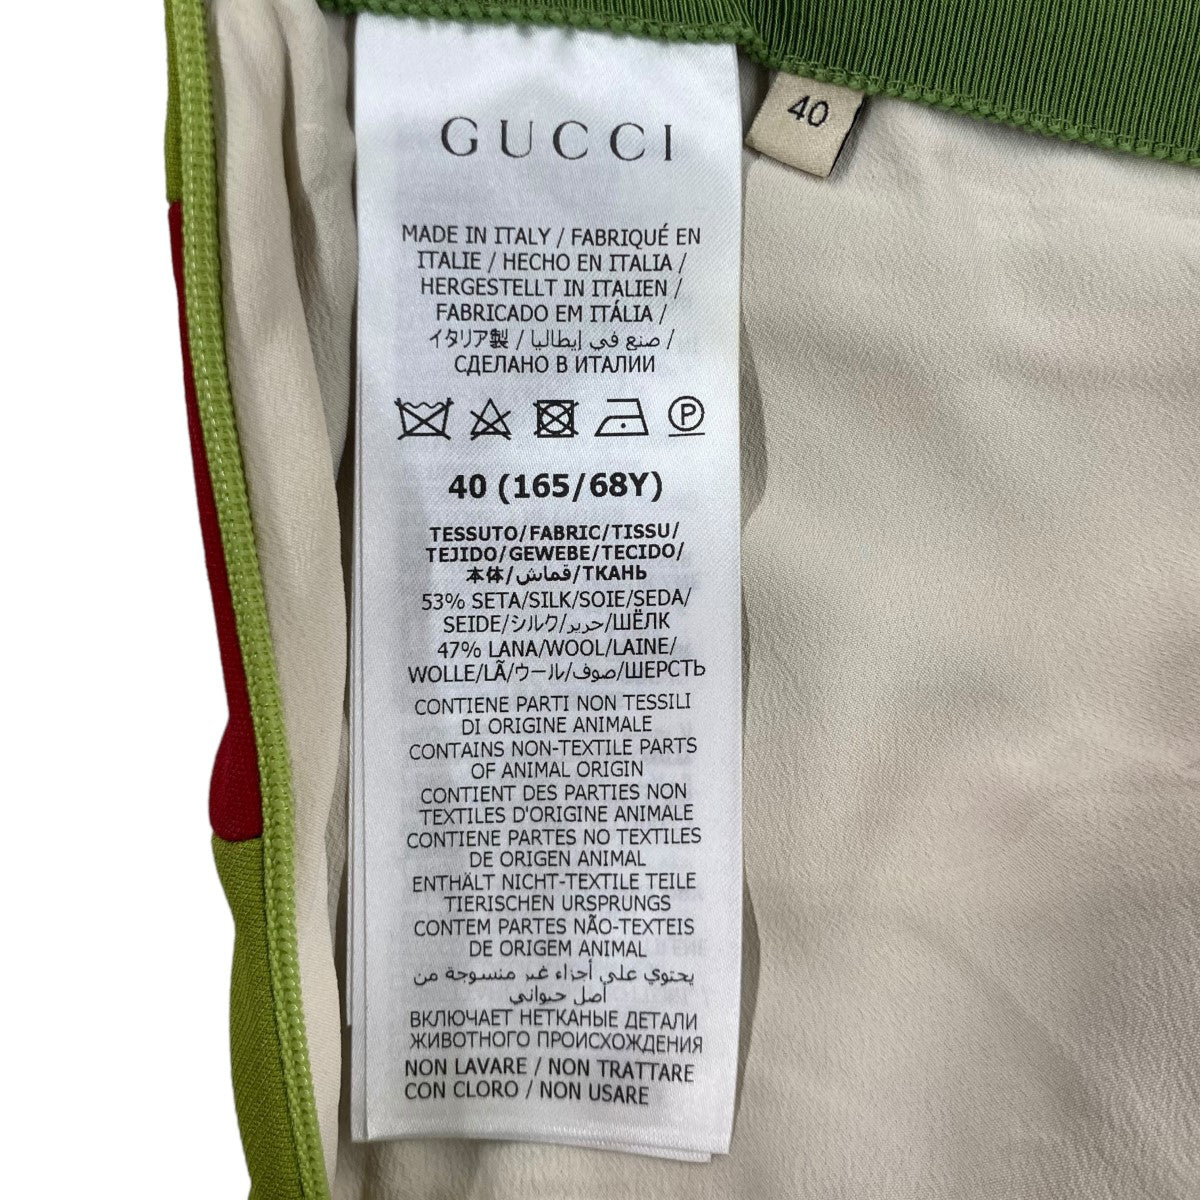 GUCCI
40
MADE IN ITALY / FABRIQUÉ EN
ITALIE / HECHO EN ITALIA /
HERGESTELLT IN ITALIEN /
FABRICADO EM ITÁLIA /
イタリア製 / صنع في إيطاليا /
СДЕЛАНО В ИТАЛИИ
P
40 (165/68Y)
TESSUTO/FABRIC/TISSU/
TEJIDO/GEWEBE/TECIDO/
本体/قماش/ТКАНЬ
53% SETA/SILK/SOIE/SEDA/
SEIDE/シルク/حرير/ШЁЛК
47% LANA/WOOL/LAINE/
WOLLE/LÃ/ウール/صوف/ШЕРСТЬ
CONTIENE PARTI NON TESSILI
DI ORIGINE ANIMALE
CONTAINS NON-TEXTILE PARTS
OF ANIMAL ORIGIN
CONTIENT DES PARTIES NON
TEXTILES D'ORIGINE ANIMALE
CONTIENE PARTES NO TEXTILES
DE ORIGEN ANIMAL
ENTHÄLT NICHT-TEXTILE TEILE
TIERISCHEN URSPRUNGS
CONTEM PARTES NÃO-TEXTEIS
DE ORIGEM ANIMAL
يحتوي على أجزاء غير منسوجة من
أصل حيواني
ВКЛЮЧАЕТ НЕТКАНЫЕ ДЕТАЛИ
ЖИВОТНОГО ПРОИСХОЖДЕНИЯ
NON LAVARE / NON TRATTARE
CON CLORO / NON USARE